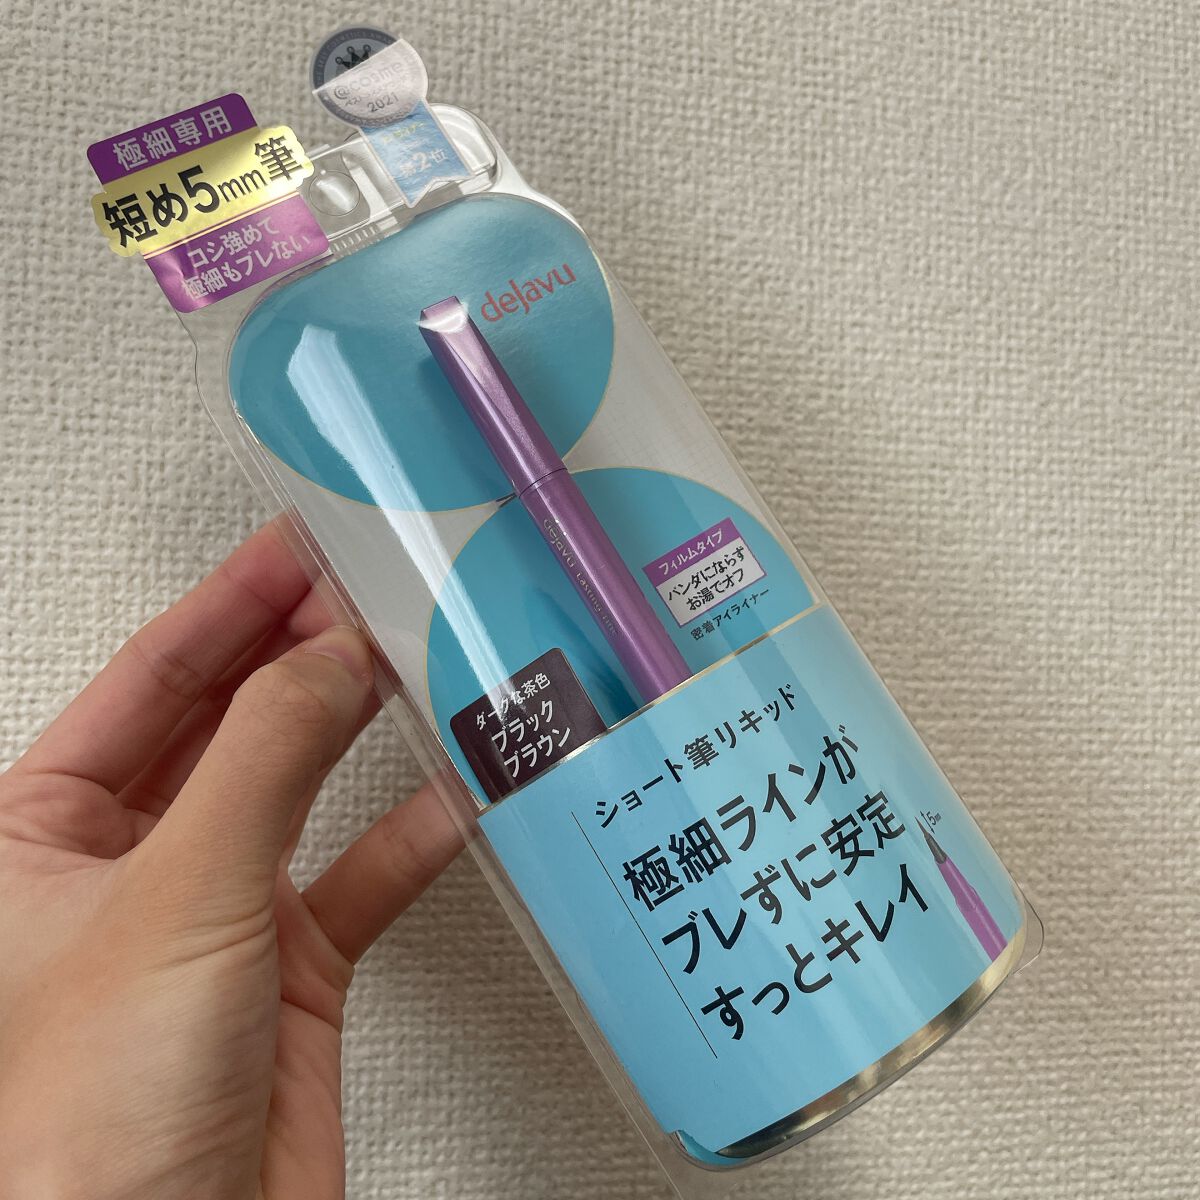 @cosme
2021
第2位
極細専用
短め5mm筆
コシ強めで
極細もブレない
dejavu
dejavu Lasting-fine
フィルムタイプ
パンダにならず
お湯でオフ
密着アイライナー
ダークな茶色
ブラック
ブラウン
ショート筆リキッド
極細ラインが
ブレずに安定
すっとキレイ
5mm